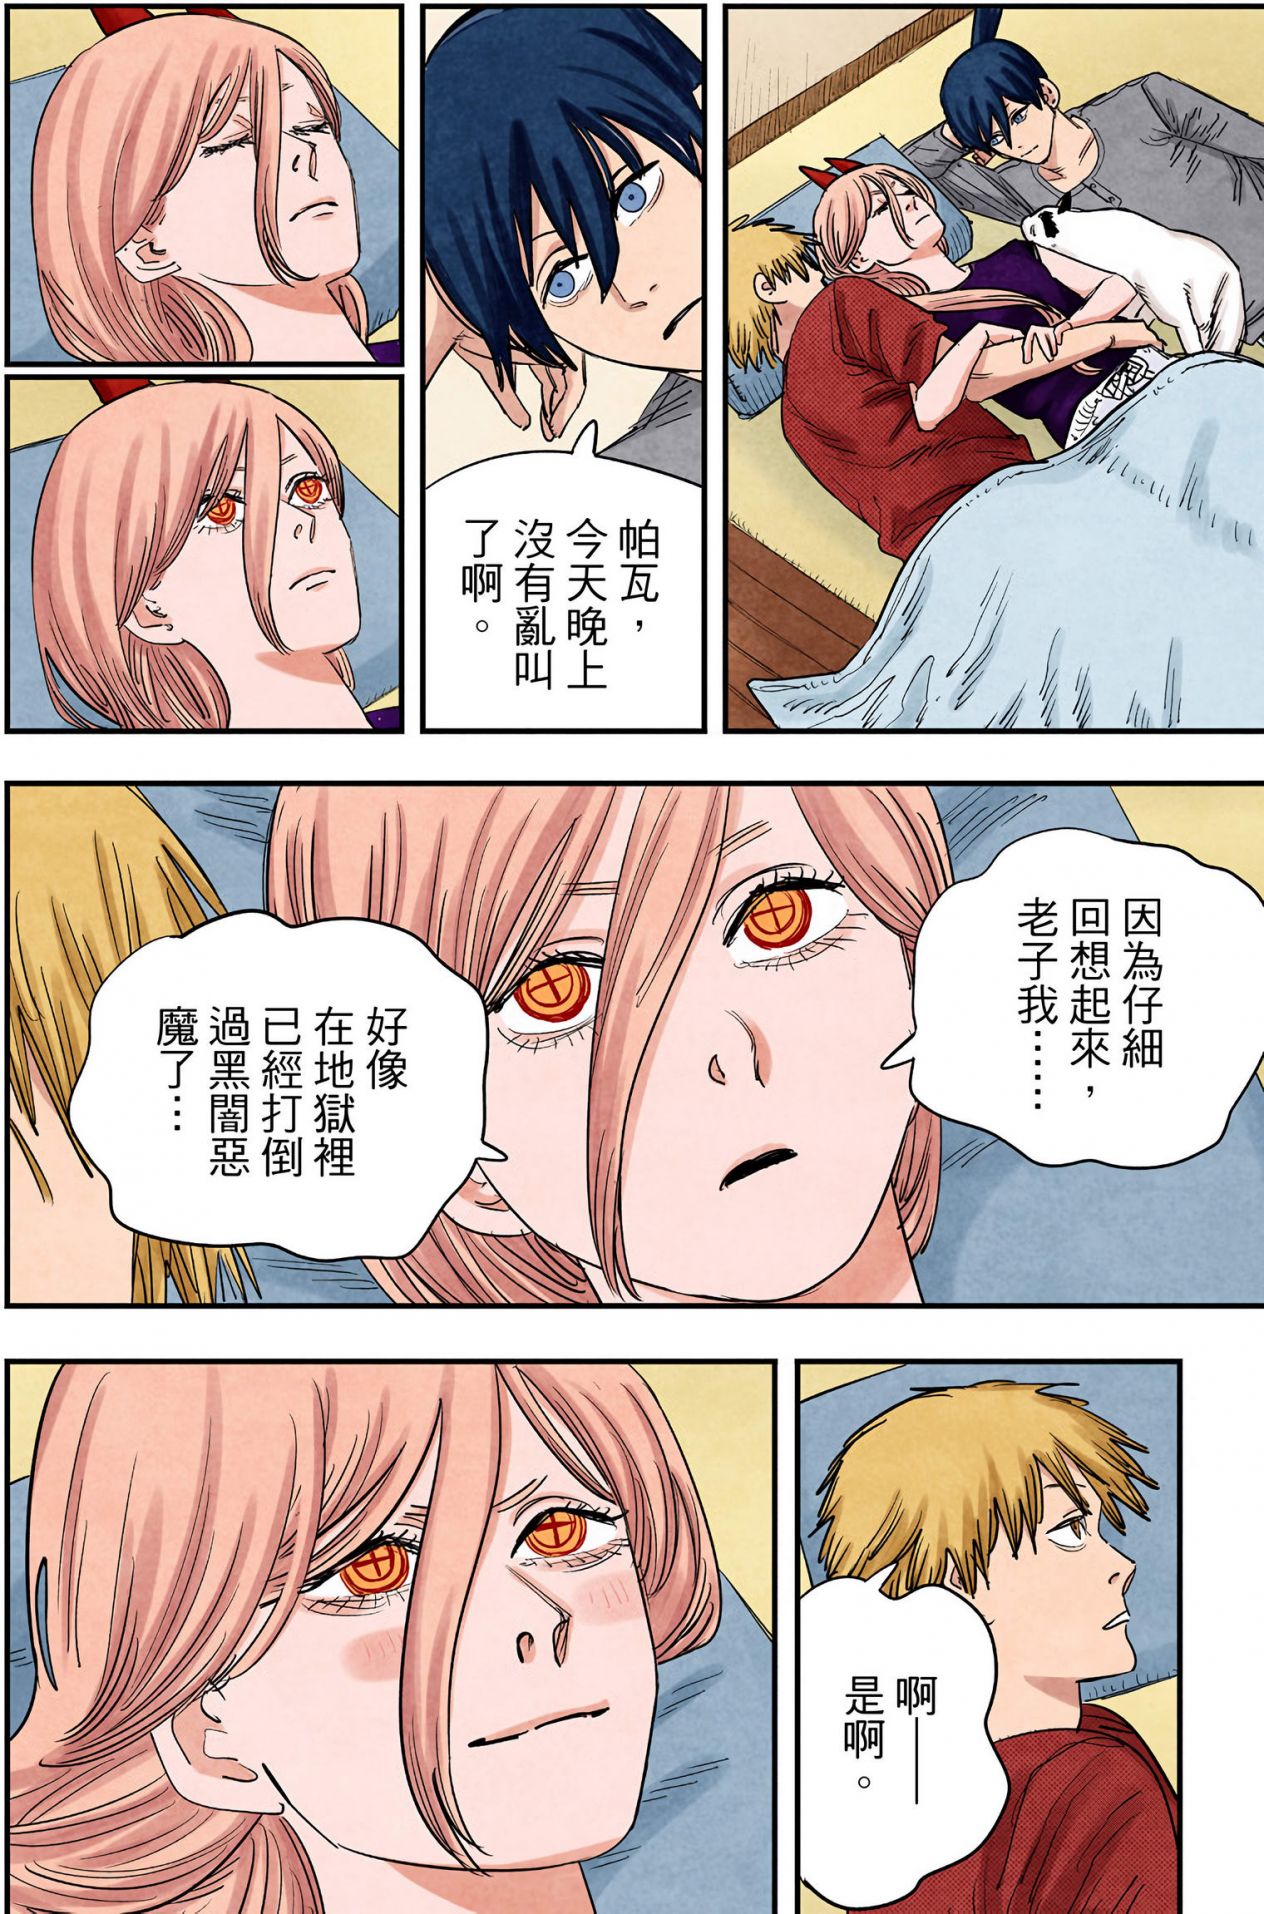 帕瓦，
今天晚上
沒有亂叫
了啊。
因為仔細
回想起來，
老子我……
好像
在地獄裡
已經打倒
過黑闇惡
魔了…
啊──
是啊。